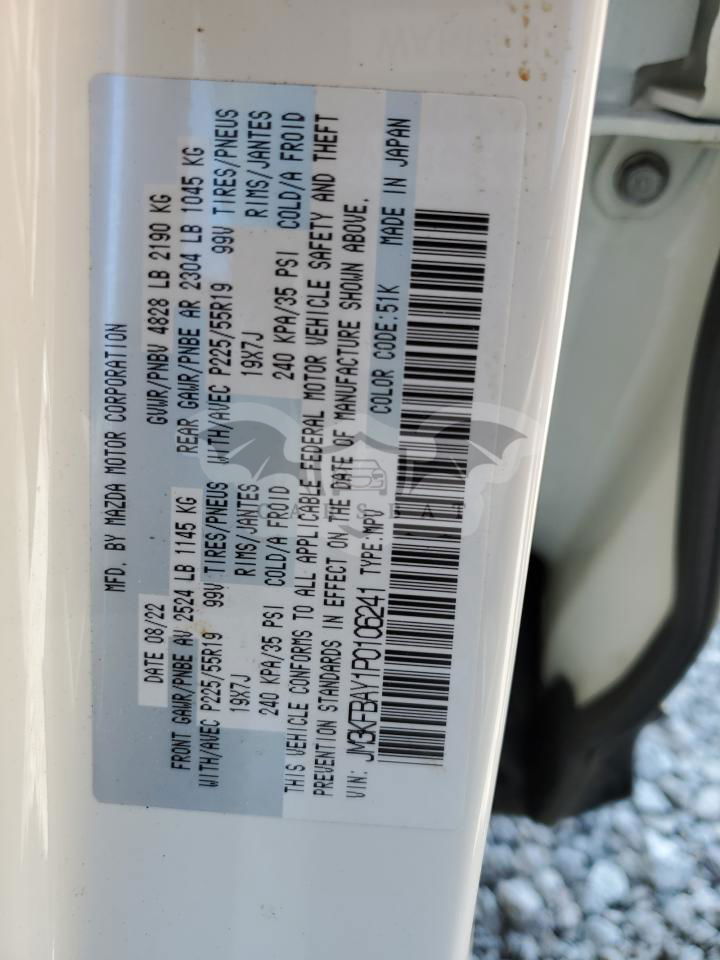 MFD. BY MAZDA MOTOR CORPORATION
DATE 08/22 GVWR/PNBV 4828 LB 2190 KG
FRONT GAWR/PNBE AV 2524 LB 1145 KG REAR GAWR/PNBE AR 2304 LB 1045 KG
WITH/AVEC P225/55R19 99V TIRES/PNEUS WITH/AVEC P225/55R19 99V TIRES/PNEUS
19X7J RIMS/JANTES 19X7J RIMS/JANTES
240 KPA/35 PSI COLD/A FROID 240 KPA/35 PSI COLD/A FROID
THIS VEHICLE CONFORMS TO ALL APPLICABLE FEDERAL MOTOR VEHICLE SAFETY AND THEFT
PREVENTION STANDARDS IN EFFECT ON THE DATE OF MANUFACTURE SHOWN ABOVE.
VIN: JM3KFBAY1P0106241 TYPE:MPV COLOR CODE:51K MADE IN JAPAN
CARSBAT